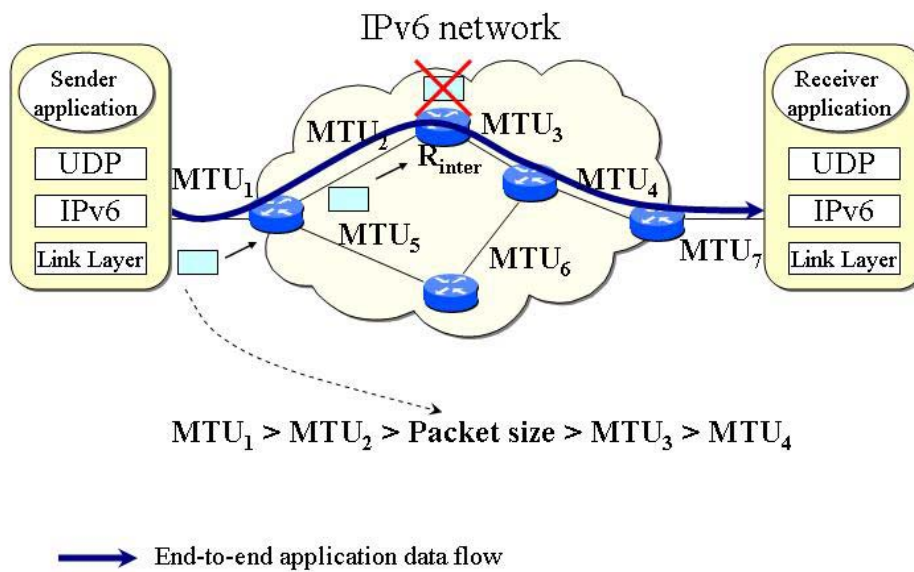 IPv6 network
Sender
application
UDP
IPv6
Link Layer
Receiver
application
UDP
IPv6
Link Layer
MTU₁
MTU₂
MTU₃
R_inter
MTU₄
MTU₅
MTU₆
MTU₇
MTU₁ > MTU₂ > Packet size > MTU₃ > MTU₄
End-to-end application data flow